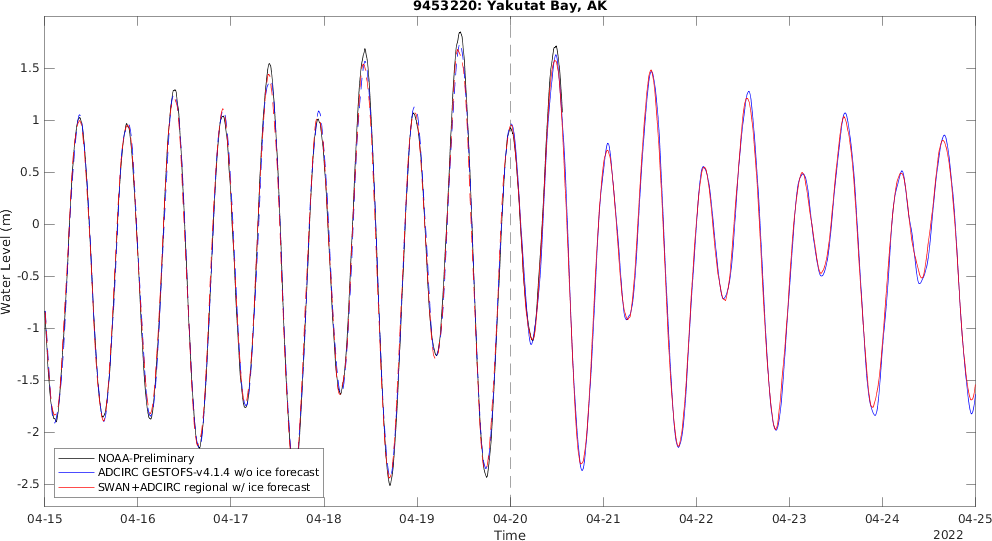 9453220: Yakutat Bay, AK
1.5
1
0.5
0
-0.5
-1
-1.5
-2
-2.5
Water Level (m)
NOAA-Preliminary
ADCIRC GESTOFS-v4.1.4 w/o ice forecast
SWAN+ADCIRC regional w/ ice forecast
04-15 04-16 04-17 04-18 04-19 04-20 04-21 04-22 04-23 04-24 04-25
Time
2022